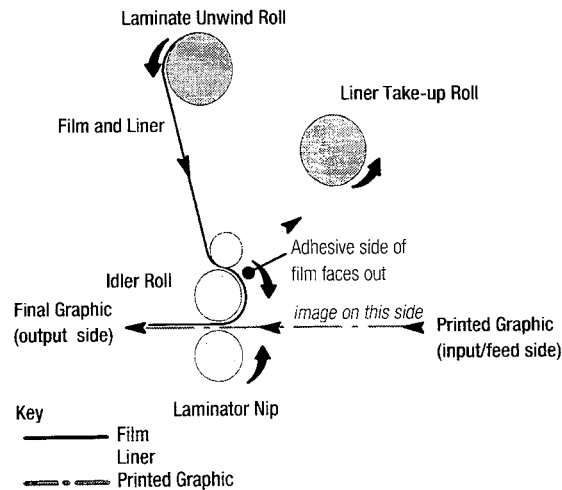 Laminate Unwind Roll
Liner Take-up Roll
Film and Liner
Adhesive side of
film faces out
Idler Roll
Final Graphic
(output side)
image on this side
Printed Graphic
(input/feed side)
Laminator Nip
Key
Film
Liner
Printed Graphic